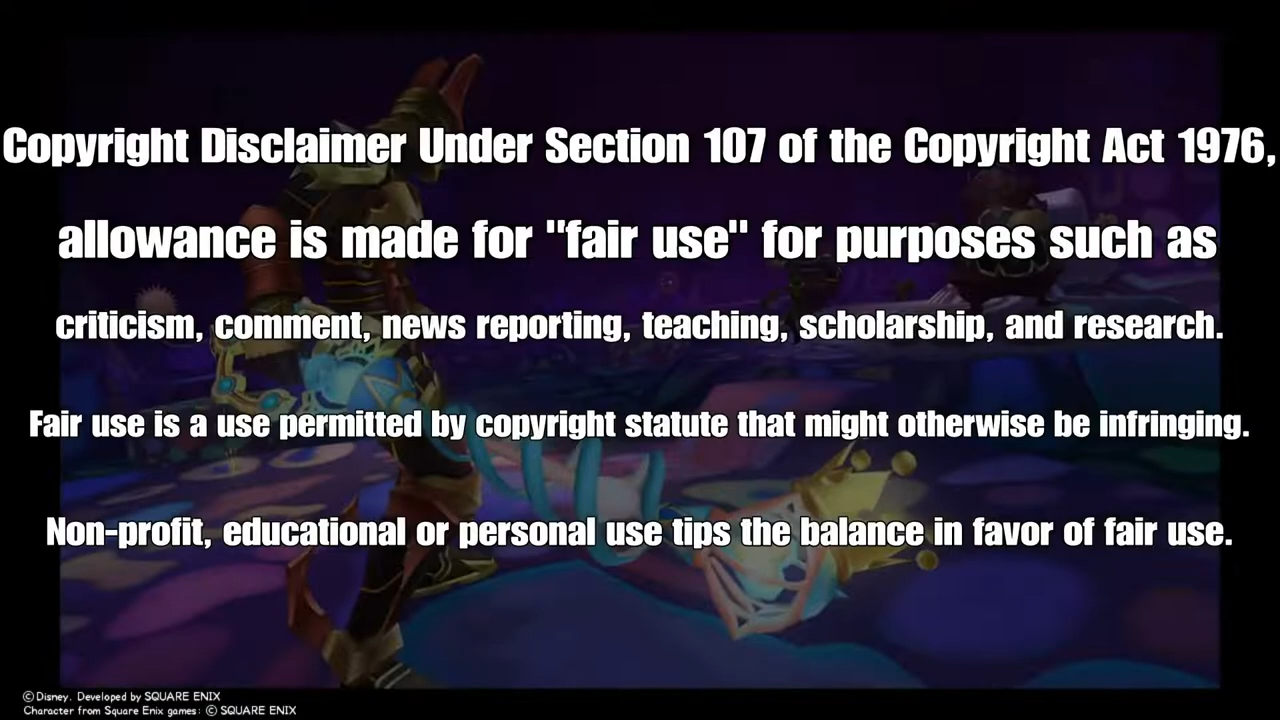 Copyright Disclaimer Under Section 107 of the Copyright Act 1976,
allowance is made for "fair use" for purposes such as
criticism, comment, news reporting, teaching, scholarship, and research.
Fair use is a use permitted by copyright statute that might otherwise be infringing.
Non-profit, educational or personal use tips the balance in favor of fair use.
© Disney. Developed by SQUARE ENIX
Character from Square Enix games: © SQUARE ENIX